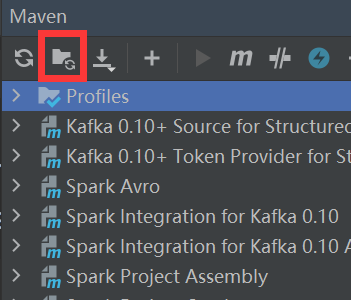 Maven
m
Profiles
Kafka 0.10+ Source for Structured
Kafka 0.10+ Token Provider for St
Spark Avro
Spark Integration for Kafka 0.10
Spark Integration for Kafka 0.10 A
Spark Project Assembly